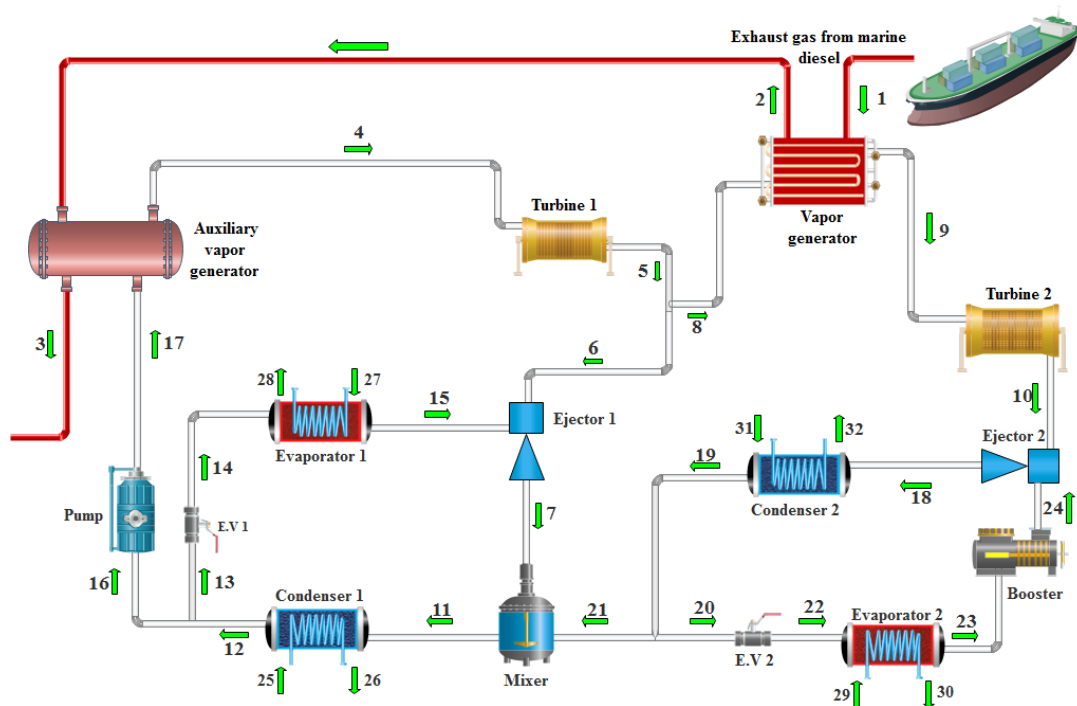 Exhaust gas from marine
diesel
2
1
4
Auxiliary
vapor
generator
Turbine 1
Vapor
generator
9
5
8
Turbine 2
3
17
6
28
27
15
Ejector 1
10
Evaporator 1
31
32
Ejector 2
14
19
18
24
Condenser 2
Pump
E.V 1
7
16
13
Condenser 1
Booster
11
21
20
22
Evaporator 2
23
12
E.V 2
25
26
Mixer
29
30